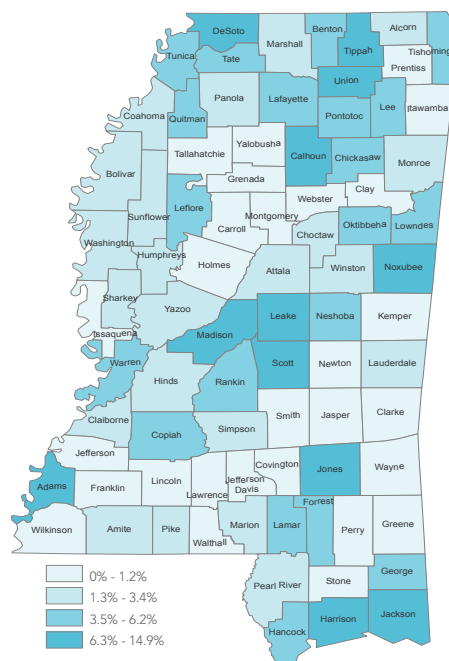 DeSoto
Benton
Alcorn
Tippah
Marshall
Tishoming
Tunica
Tate
Prentiss
Union
Panola
Lafayette
Lee
Itawamba
Coahoma
Quitman
Pontotoc
Yalobusha
Tallahatchie
Calhoun
Chickasaw
Monroe
Bolivar
Grenada
Clay
Leflore
Webster
Sunflower
Carroll
Montgomery
Oktibbeha
Lowndes
Choctaw
Washington
Humphreys
Holmes
Attala
Winston
Noxubee
Sharkey
Yazoo
Leake
Neshoba
Kemper
Issaquena
Madison
Warren
Scott
Newton
Lauderdale
Hinds
Rankin
Claiborne
Smith
Jasper
Clarke
Copiah
Simpson
Jefferson
Covington
Jones
Wayne
Adams
Franklin
Lincoln
Lawrence
Jefferson
Davis
Forrest
Wilkinson
Amite
Pike
Marion
Lamar
Perry
Greene
Walthall
Pearl River
Stone
George
Hancock
Harrison
Jackson
0% - 1.2%
1.3% - 3.4%
3.5% - 6.2%
6.3% - 14.9%